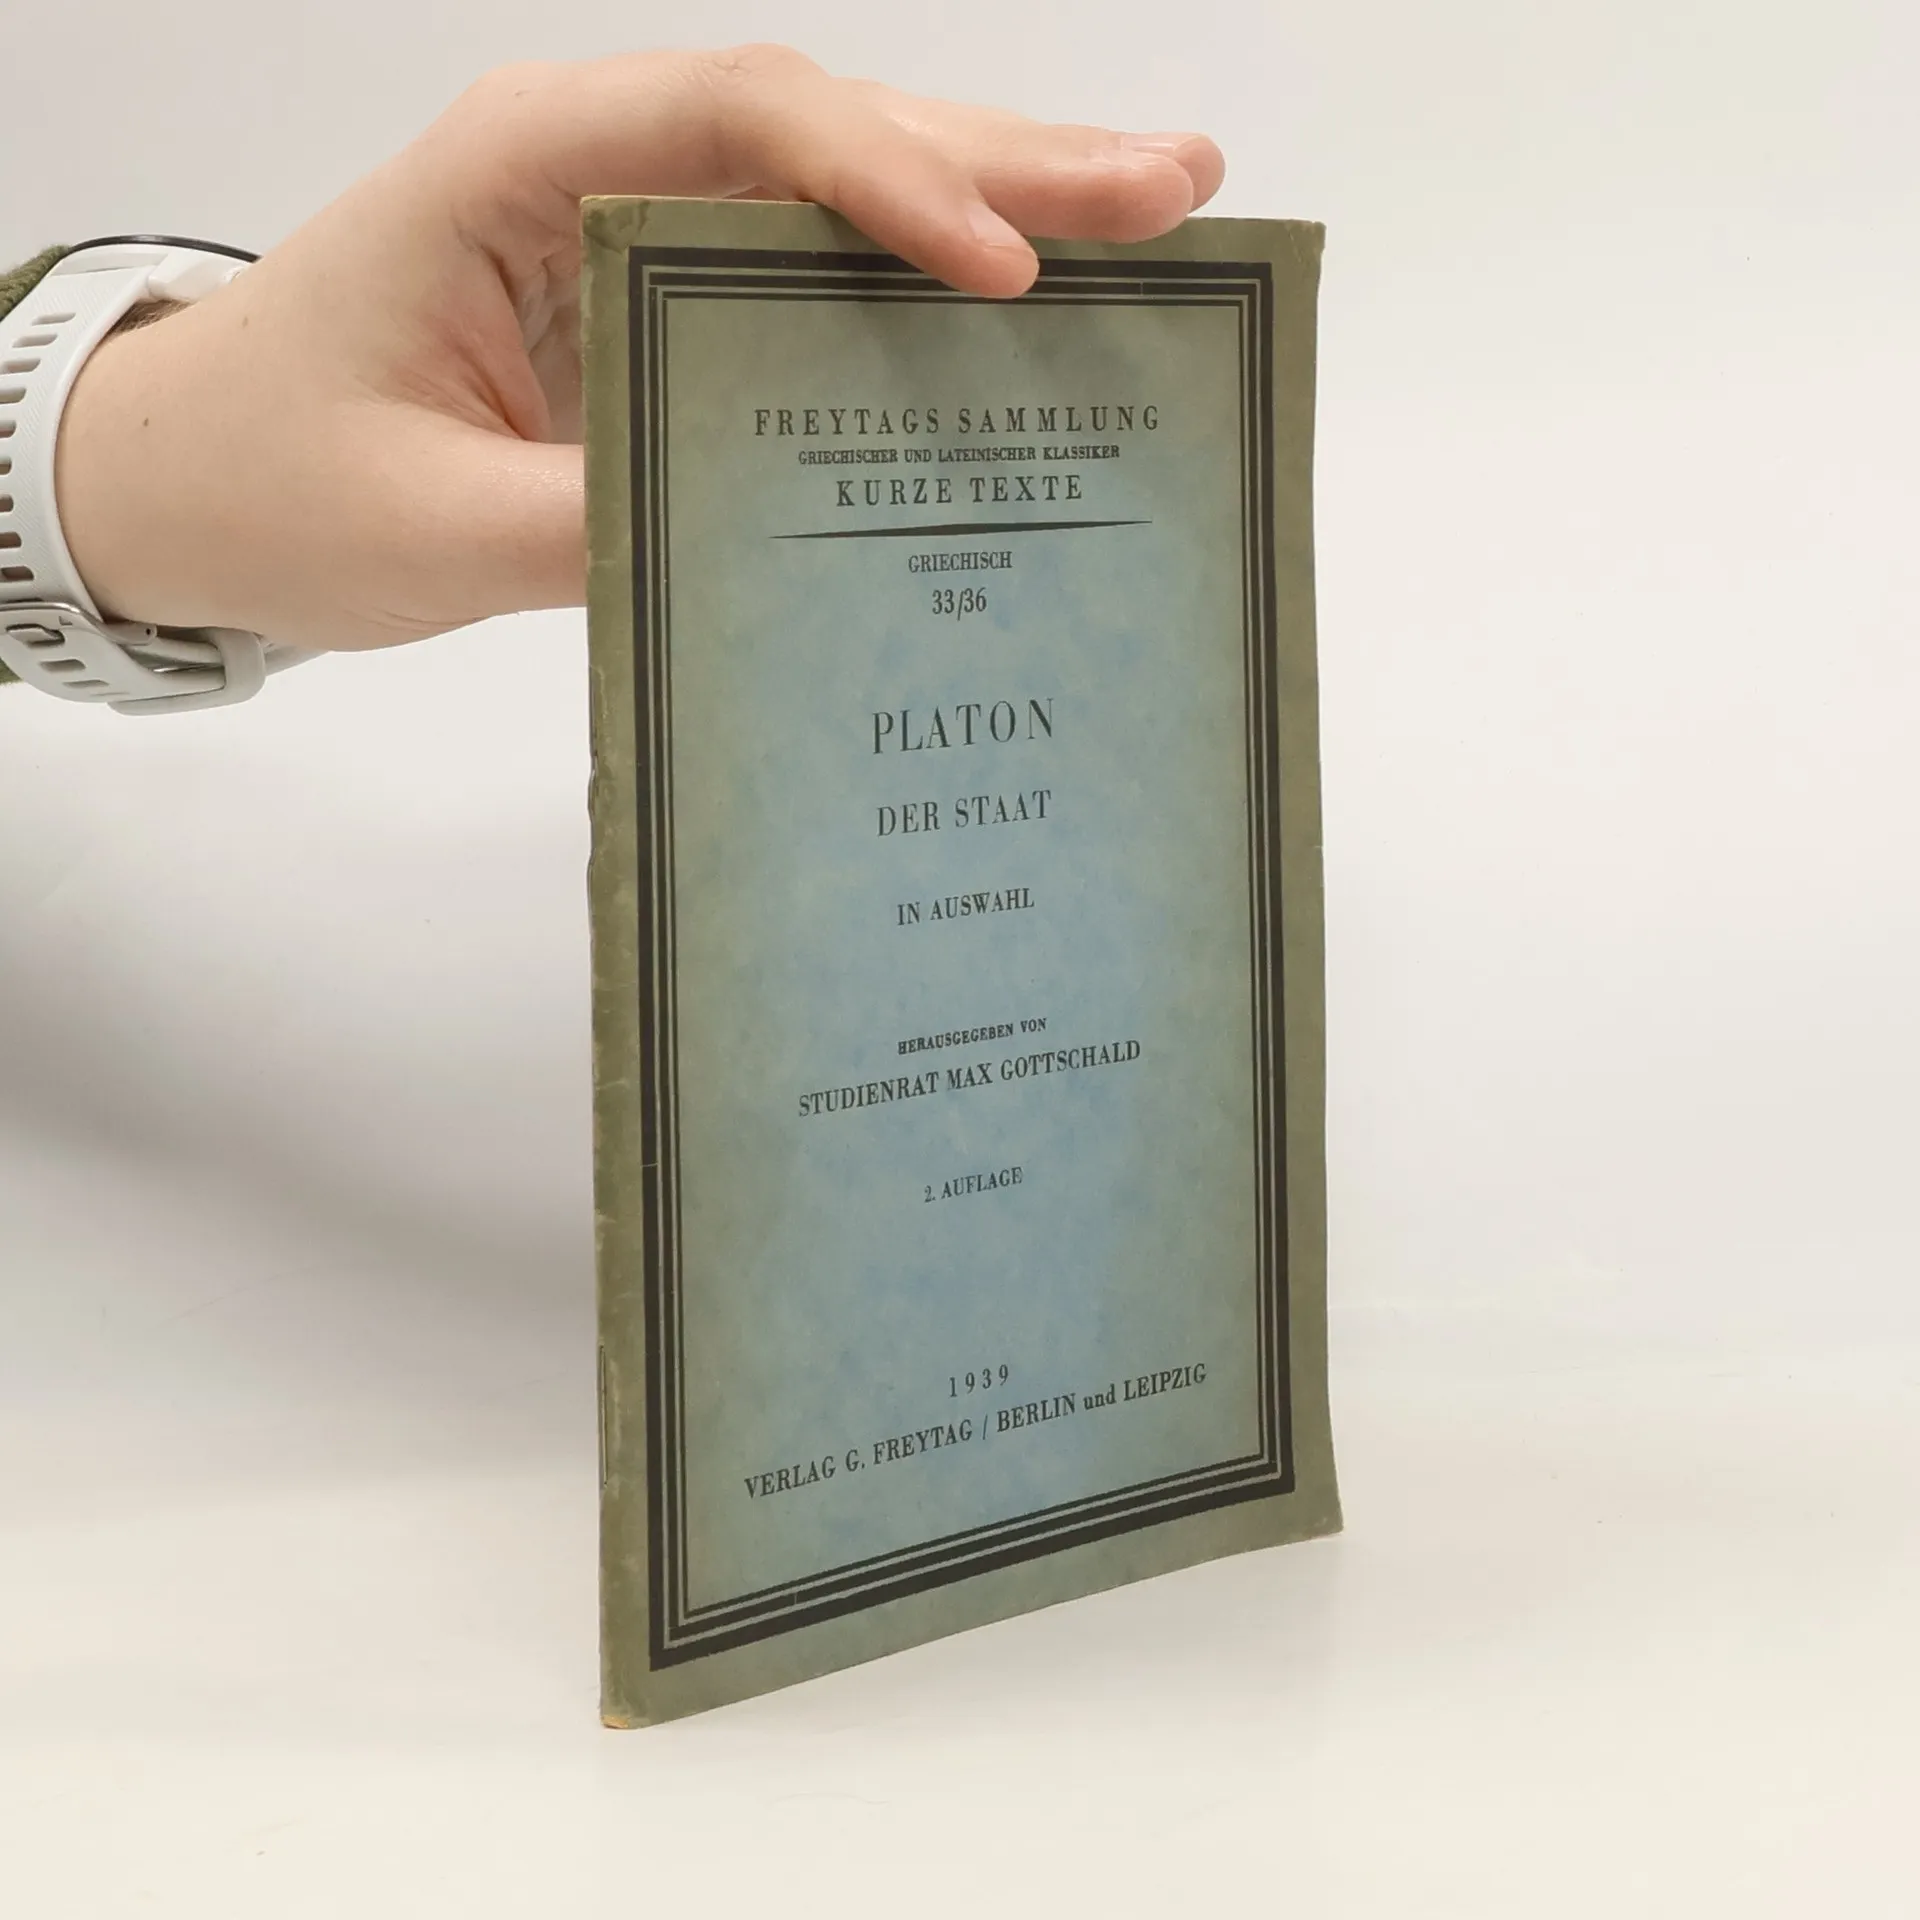 FREYTAGS SAMMLUNG
GRIECHISCHER UND LATEINISCHER KLASSIKER
KURZE TEXTE
GRIECHISCH
33/36
PLATON
DER STAAT
IN AUSWAHL
HERAUSGEGEBEN VON
STUDIENRAT MAX GOTTSCHALD
2. AUFLAGE
1939
VERLAG G. FREYTAG / BERLIN und LEIPZIG